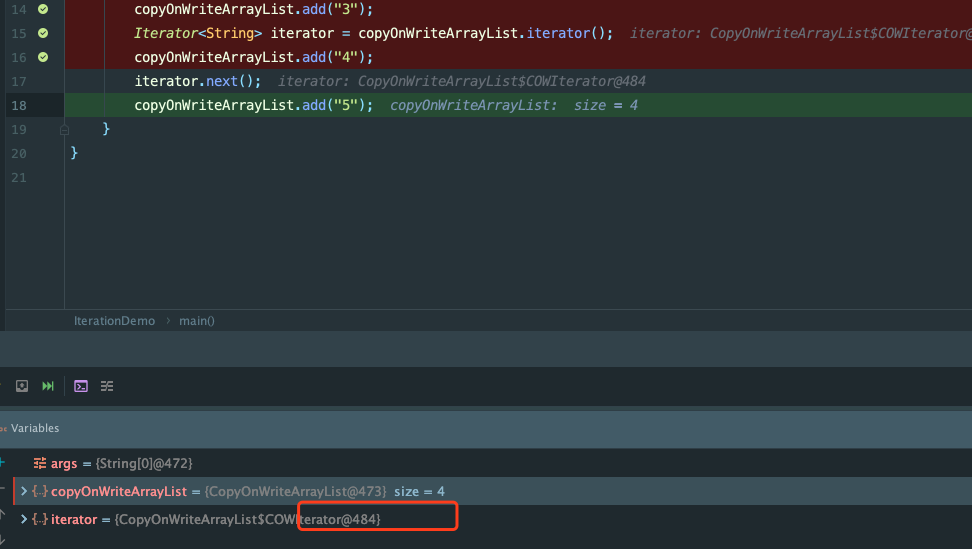 14 copyOnWriteArrayList.add("3");
15 Iterator<String> iterator = copyOnWriteArrayList.iterator(); iterator: CopyOnWriteArrayList$COWIterator@
16 copyOnWriteArrayList.add("4");
17 iterator.next(); iterator: CopyOnWriteArrayList$COWIterator@484
18 copyOnWriteArrayList.add("5"); copyOnWriteArrayList: size = 4
19 }
20 }
21
IterationDemo › main()
Variables
args = {String[0]@472}
{..} copyOnWriteArrayList = {CopyOnWriteArrayList@473} size = 4
{..} iterator = {CopyOnWriteArrayList$COWIterator@484}